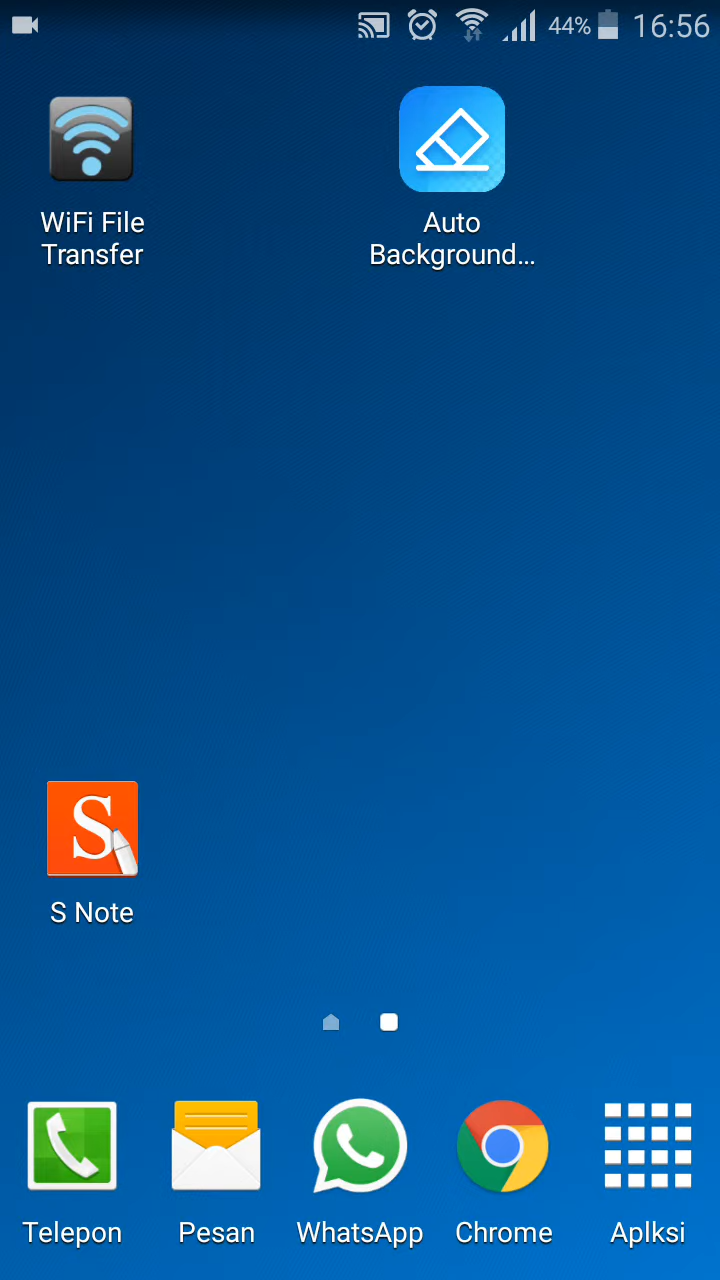 44% 16:56
WiFi File
Transfer
Auto
Background...
S
S Note
Telepon
Pesan
WhatsApp
Chrome
Aplksi